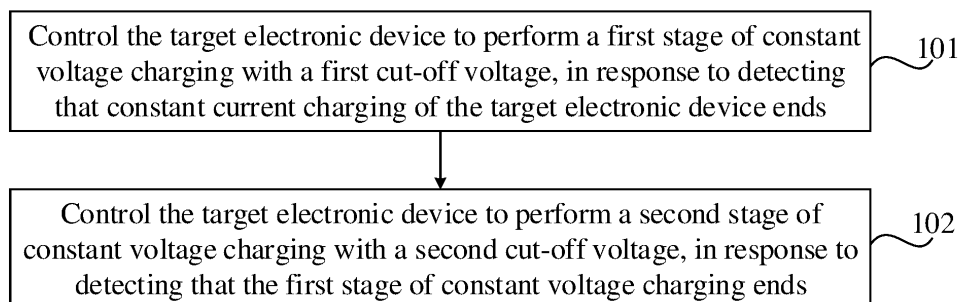 Control the target electronic device to perform a first stage of constant
voltage charging with a first cut-off voltage, in response to detecting
that constant current charging of the target electronic device ends
101
Control the target electronic device to perform a second stage of
constant voltage charging with a second cut-off voltage, in response to
detecting that the first stage of constant voltage charging ends
102